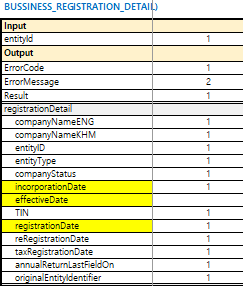 BUSSINESS_REGISTRATION_DETAIL)
Input
entityId 1
Output
ErrorCode 1
ErrorMessage 2
Result 1
registrationDetail
companyNameENG 1
companyNameKHM 1
entityID 1
entityType 1
companyStatus 1
incorporationDate 1
effectiveDate
TIN 1
registrationDate 1
reRegistrationDate 1
taxRegistrationDate 1
annualReturnLastFieldOn 1
originalEntityIdentifier 1